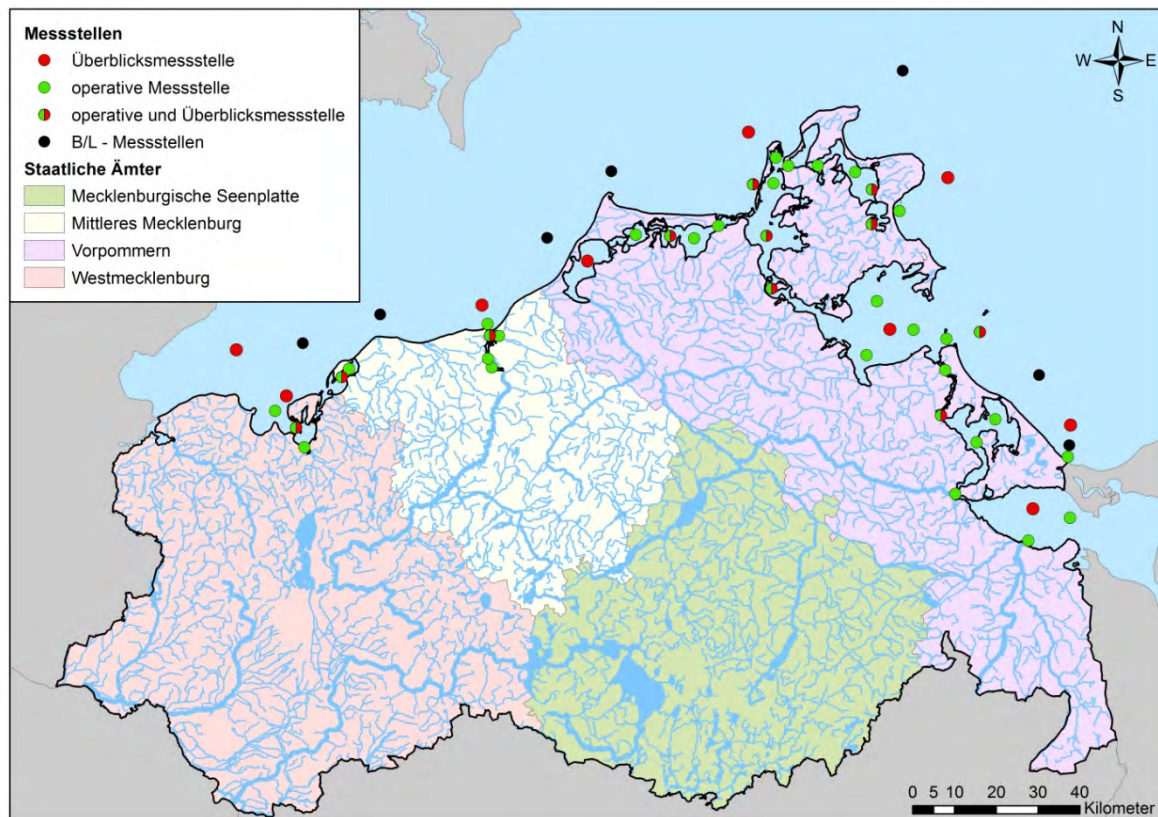 Messstellen
Überblicksmessstelle
operative Messstelle
operative und Überblicksmessstelle
B/L - Messstellen
Staatliche Ämter
Mecklenburgische Seenplatte
Mittleres Mecklenburg
Vorpommern
Westmecklenburg
N
W E
S
0 5 10 20 30 40
Kilometer